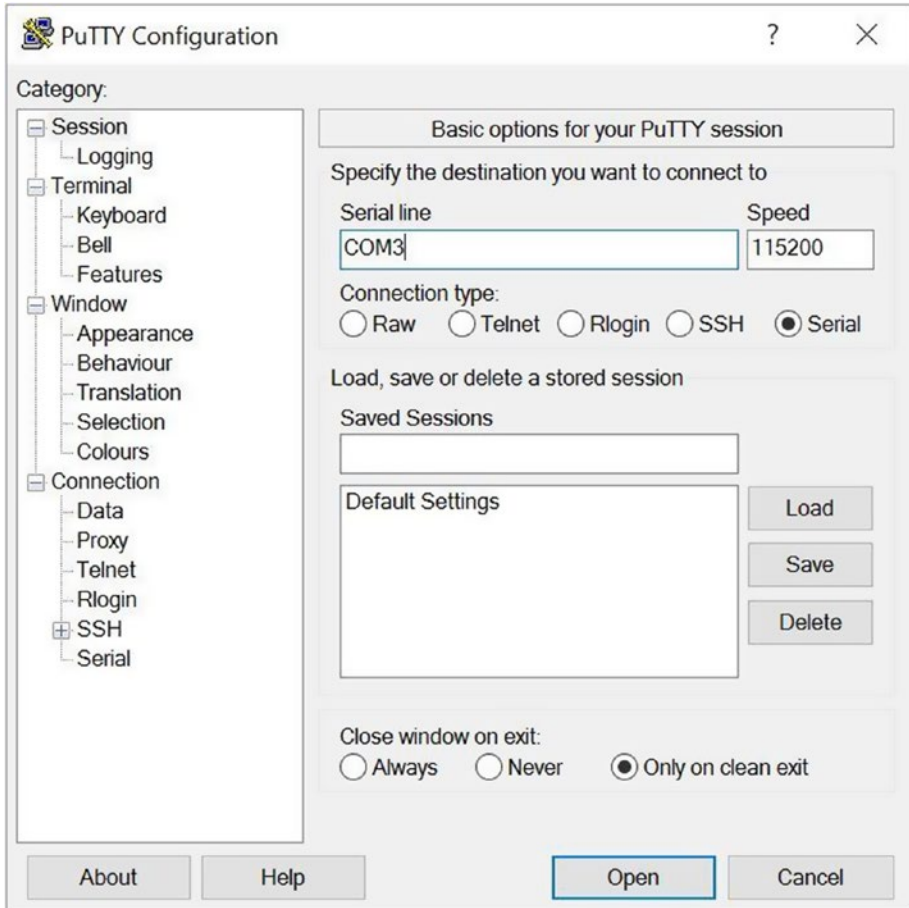 PuTTY Configuration ? ×
Category:
Session
Logging
Terminal
Keyboard
Bell
Features
Window
Appearance
Behaviour
Translation
Selection
Colours
Connection
Data
Proxy
Telnet
Rlogin
SSH
Serial
Basic options for your PuTTY session
Specify the destination you want to connect to
Serial line Speed
COM3 115200
Connection type:
Raw Telnet Rlogin SSH Serial
Load, save or delete a stored session
Saved Sessions
Default Settings
Load
Save
Delete
Close window on exit:
Always Never Only on clean exit
About Help Open Cancel